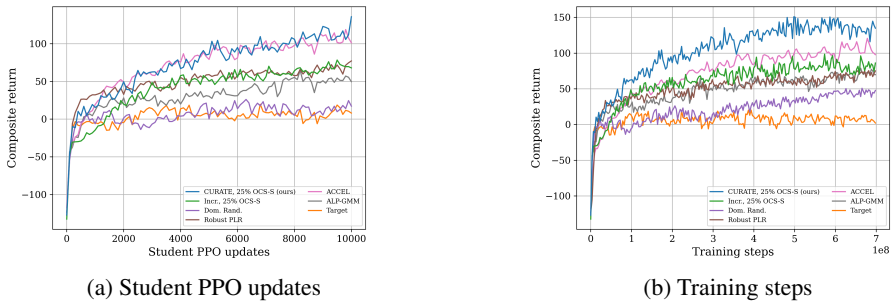 100
50
0
−50
−100
Composite return
0
2000
4000
6000
8000
10000
Student PPO updates
CURATE, 25% OCS-S (ours)
Incr., 25% OCS-S
Dom. Rand.
Robust PLR
ACCEL
ALP-GMM
Target
(a) Student PPO updates
150
100
50
0
−50
−100
Composite return
0
1
2
3
4
5
6
7
1e8
Training steps
CURATE, 25% OCS-S (ours)
Incr., 25% OCS-S
Dom. Rand.
Robust PLR
ACCEL
ALP-GMM
Target
(b) Training steps